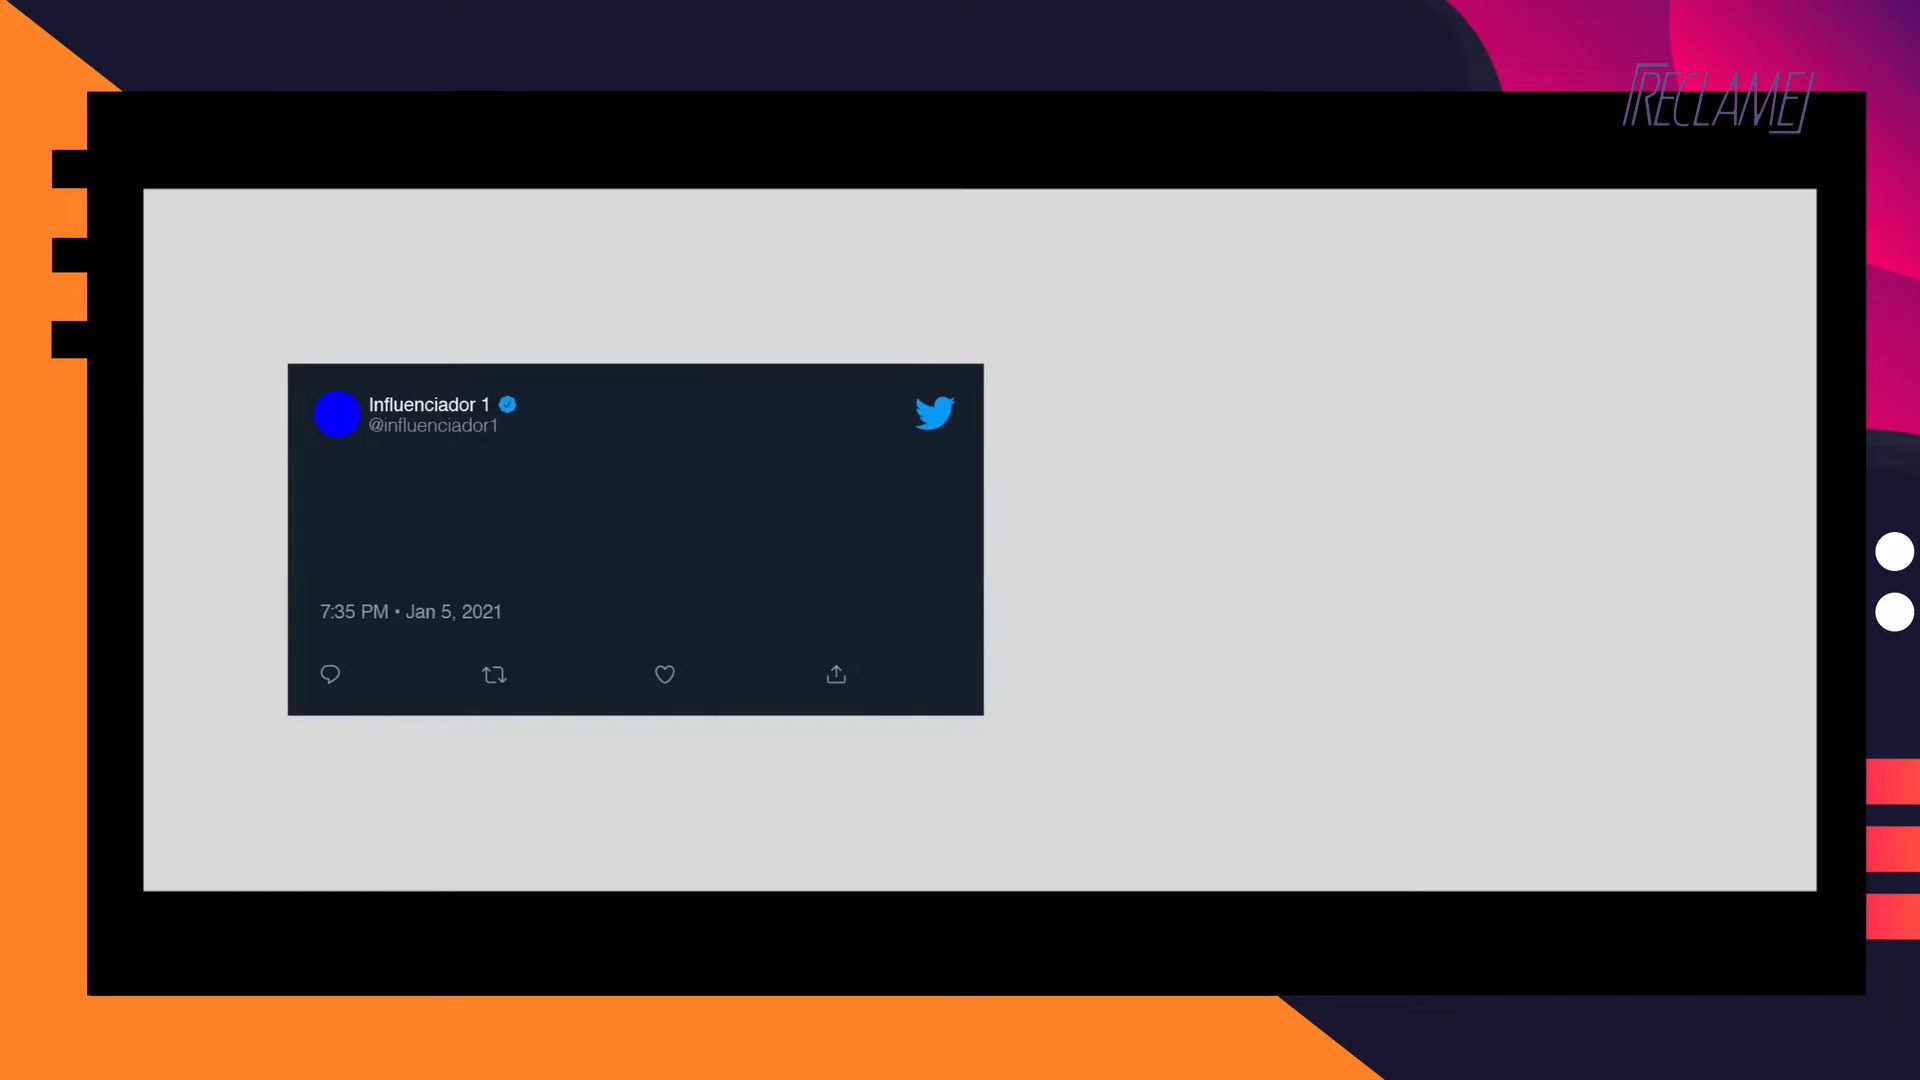 RECLAME
Influenciador 1
@influenciador1
7:35 PM • Jan 5, 2021